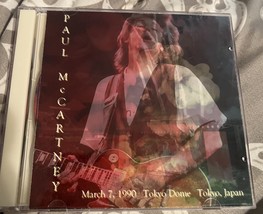 PAUL McCARTNEY
March 7, 1990 Tokyo Dome Tokyo, Japan